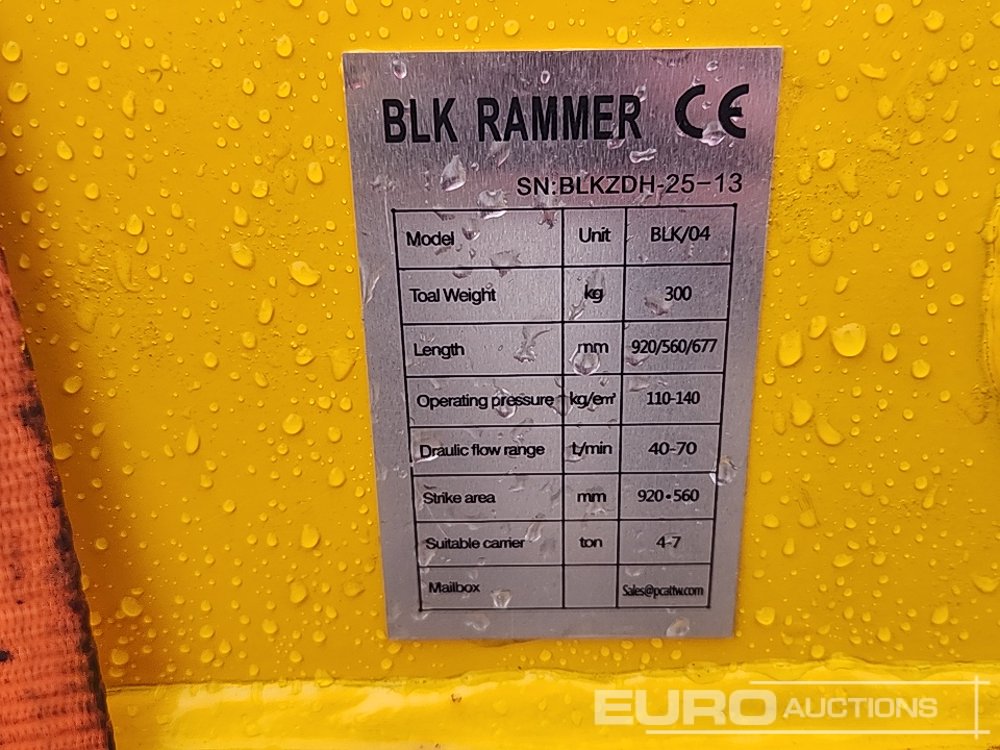 BLK RAMMER CE
SN:BLKZDH-25-13
Model Unit BLK/04
Toal Weight kg 300
Length mm 920/560/677
Operating pressure kg/em² 110-140
Draulic flow range t/min 40-70
Strike area mm 920•560
Suitable carrier ton 4-7
Mailbox Sales@pcattw.com
EURO AUCTIONS